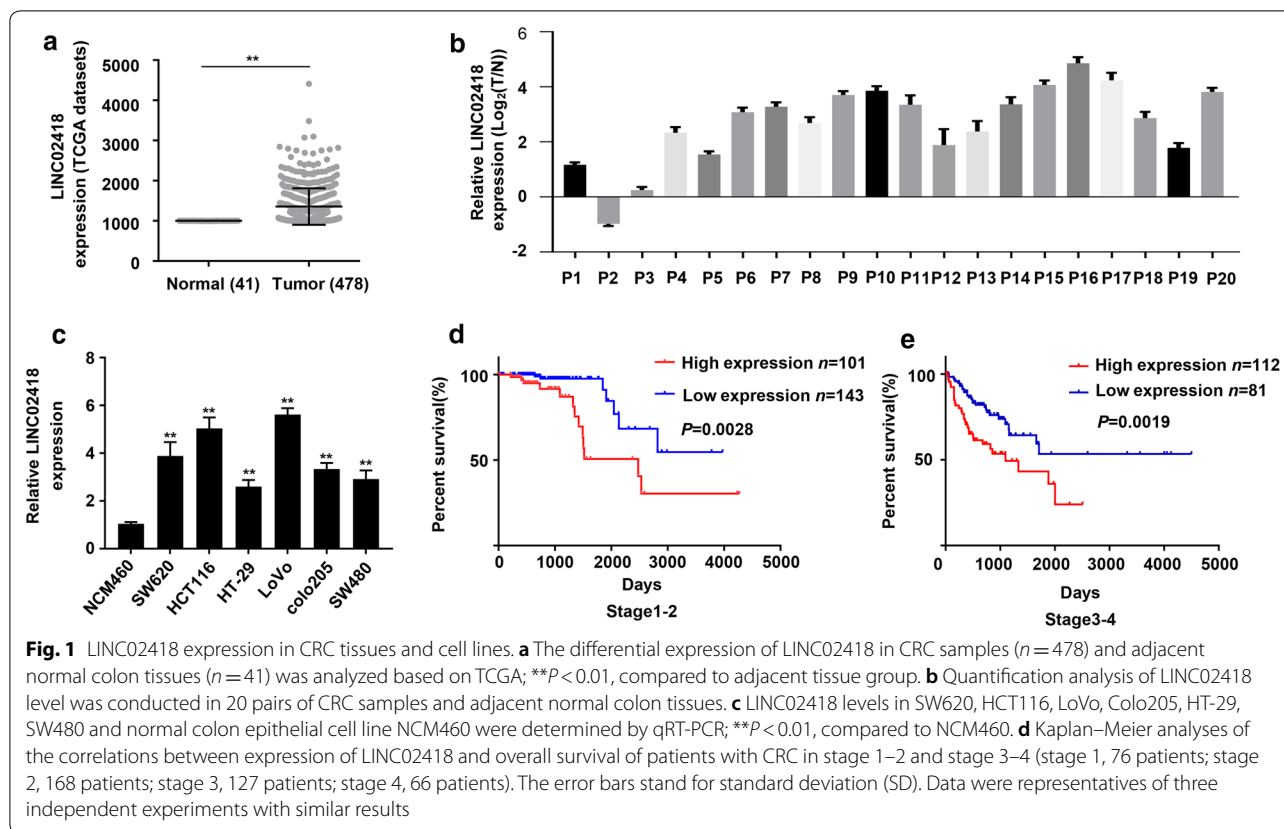 a
**
LINC02418
expression (TCGA datasets)
5000
4000
3000
2000
1000
0
Normal (41) Tumor (478)
b
Relative LINC02418
expression (Log2(T/N))
6
4
2
0
-2
P1 P2 P3 P4 P5 P6 P7 P8 P9 P10 P11 P12 P13 P14 P15 P16 P17 P18 P19 P20
c
Relative LINC02418
expression
8
6
4
2
0
** ** ** ** ** **
NCM460 SW620 HCT116 HT-29 LoVo colo205 SW480
d
High expression n=101
Low expression n=143
P=0.0028
Percent survival(%)
100
50
0 1000 2000 3000 4000 5000
Days
Stage1-2
e
High expression n=112
Low expression n=81
P=0.0019
Percent survival(%)
100
50
0 1000 2000 3000 4000 5000
Days
Stage3-4
Fig. 1 LINC02418 expression in CRC tissues and cell lines. a The differential expression of LINC02418 in CRC samples (n = 478) and adjacent
normal colon tissues (n = 41) was analyzed based on TCGA; **P < 0.01, compared to adjacent tissue group. b Quantification analysis of LINC02418
level was conducted in 20 pairs of CRC samples and adjacent normal colon tissues. c LINC02418 levels in SW620, HCT116, LoVo, Colo205, HT-29,
SW480 and normal colon epithelial cell line NCM460 were determined by qRT-PCR; **P < 0.01, compared to NCM460. d Kaplan–Meier analyses of
the correlations between expression of LINC02418 and overall survival of patients with CRC in stage 1–2 and stage 3–4 (stage 1, 76 patients; stage
2, 168 patients; stage 3, 127 patients; stage 4, 66 patients). The error bars stand for standard deviation (SD). Data were representatives of three
independent experiments with similar results